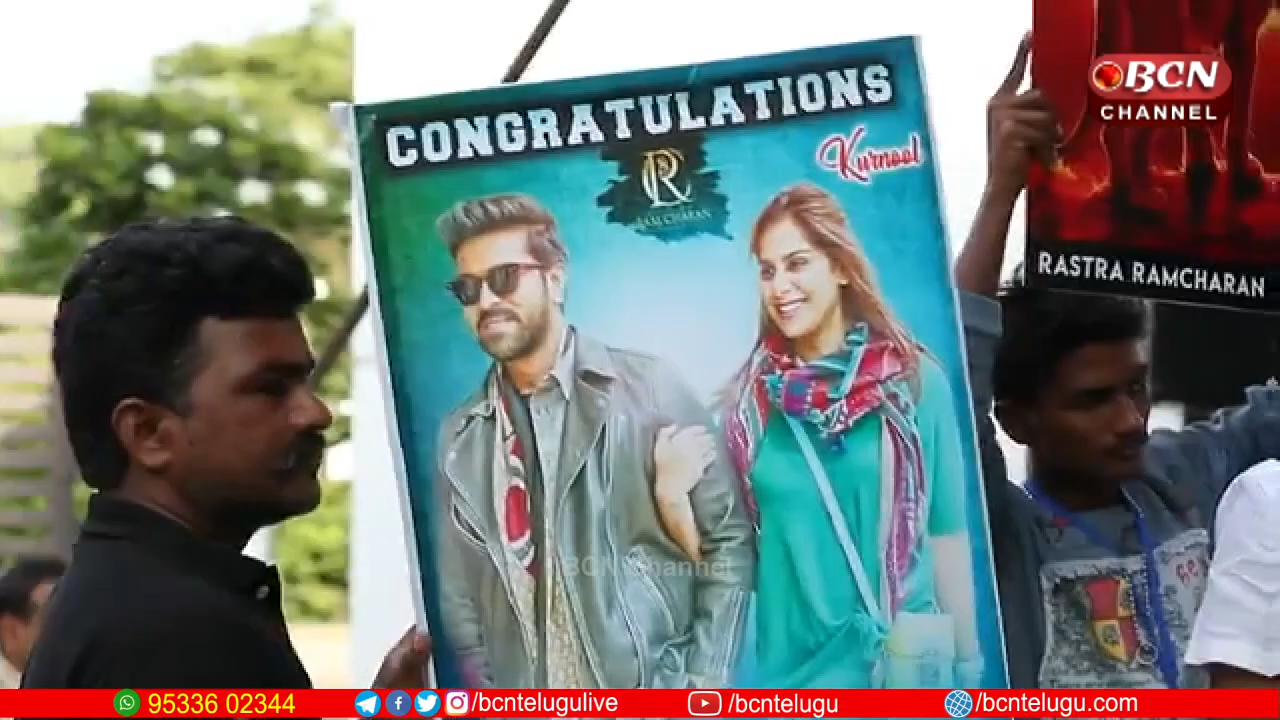 BCN
CHANNEL
CONGRATULATIONS
Kurnool
RC
RAM CHARAN
RASTRA RAMCHARAN
BCN Channel
95336 02344
/bcntelugulive
/bcntelugu
/bcntelugu.com